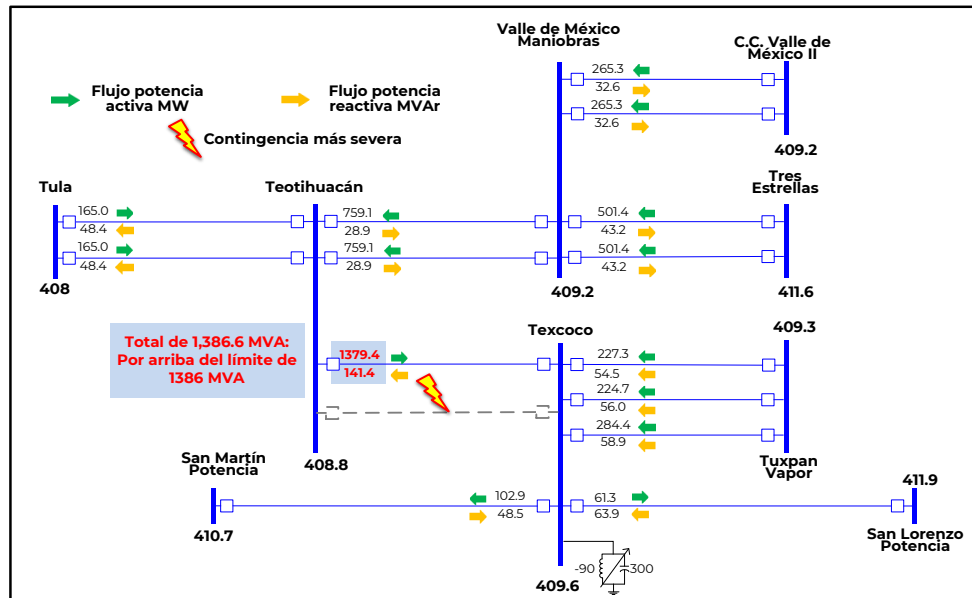 Valle de México
Maniobras
C.C. Valle de
México II
Flujo potencia
activa MW
Flujo potencia
reactiva MVAr
Contingencia más severa
265.3
32.6
265.3
32.6
409.2
Tula
Teotihuacán
Tres
Estrellas
165.0
48.4
165.0
48.4
408
759.1
28.9
759.1
28.9
501.4
43.2
501.4
43.2
409.2
411.6
Total de 1,386.6 MVA:
Por arriba del límite de
1386 MVA
Texcoco
409.3
1379.4
141.4
227.3
54.5
224.7
56.0
284.4
58.9
408.8
Tuxpan
Vapor
San Martín
Potencia
410.7
102.9
48.5
61.3
63.9
411.9
San Lorenzo
Potencia
-90
300
409.6